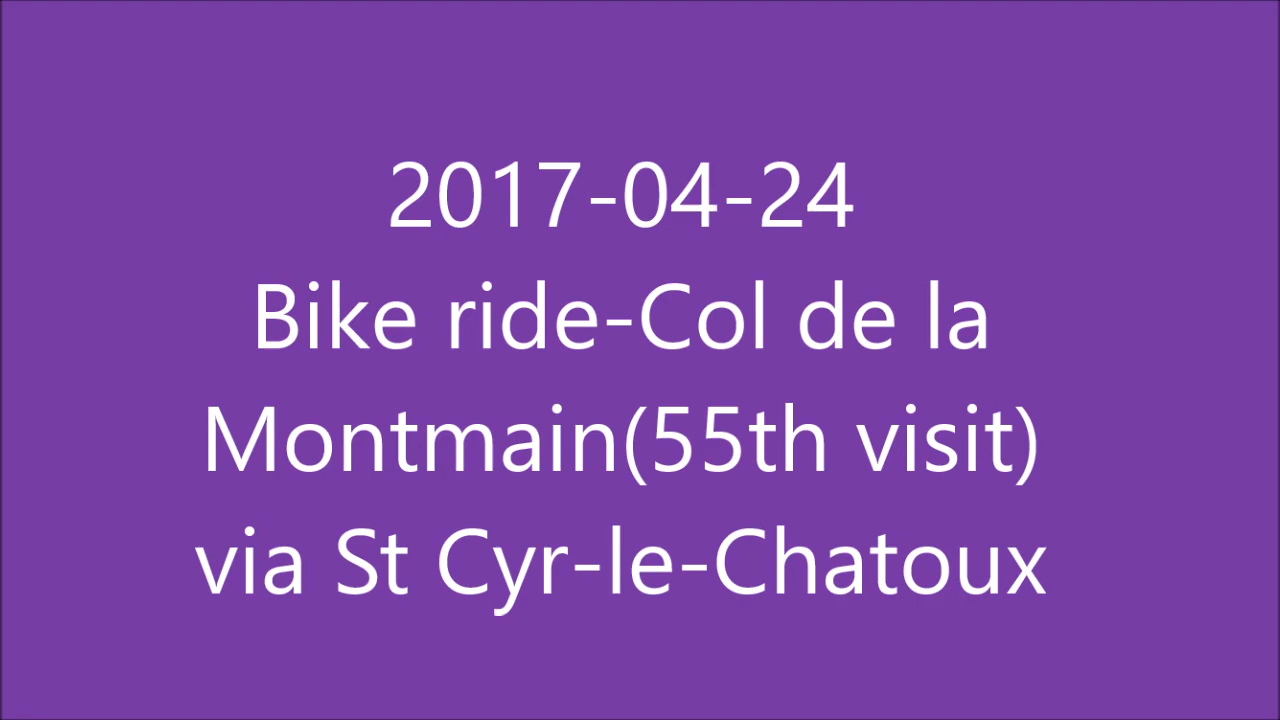 2017-04-24
Bike ride-Col de la
Montmain(55th visit)
via St Cyr-le-Chatoux